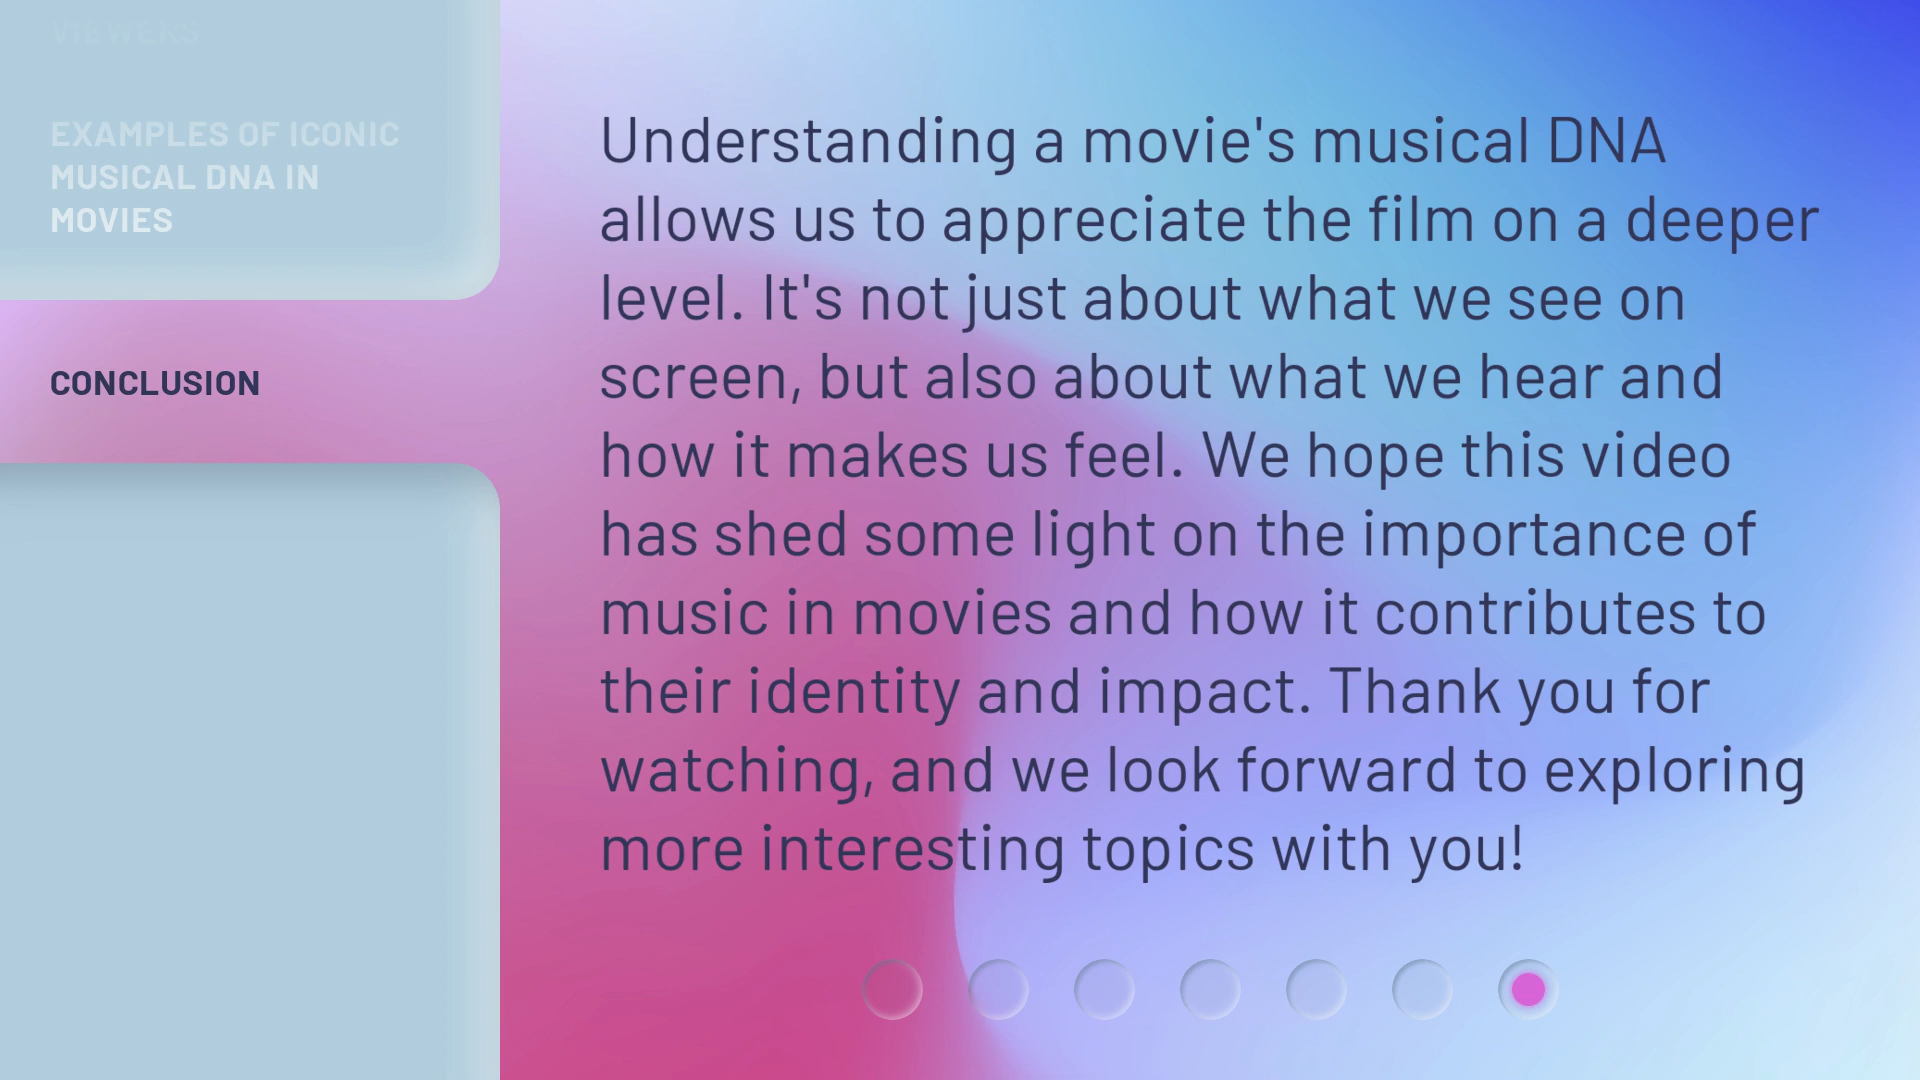 VIEWERS
EXAMPLES OF ICONIC
MUSICAL DNA IN
MOVIES
CONCLUSION
Understanding a movie's musical DNA
allows us to appreciate the film on a deeper
level. It's not just about what we see on
screen, but also about what we hear and
how it makes us feel. We hope this video
has shed some light on the importance of
music in movies and how it contributes to
their identity and impact. Thank you for
watching, and we look forward to exploring
more interesting topics with you!